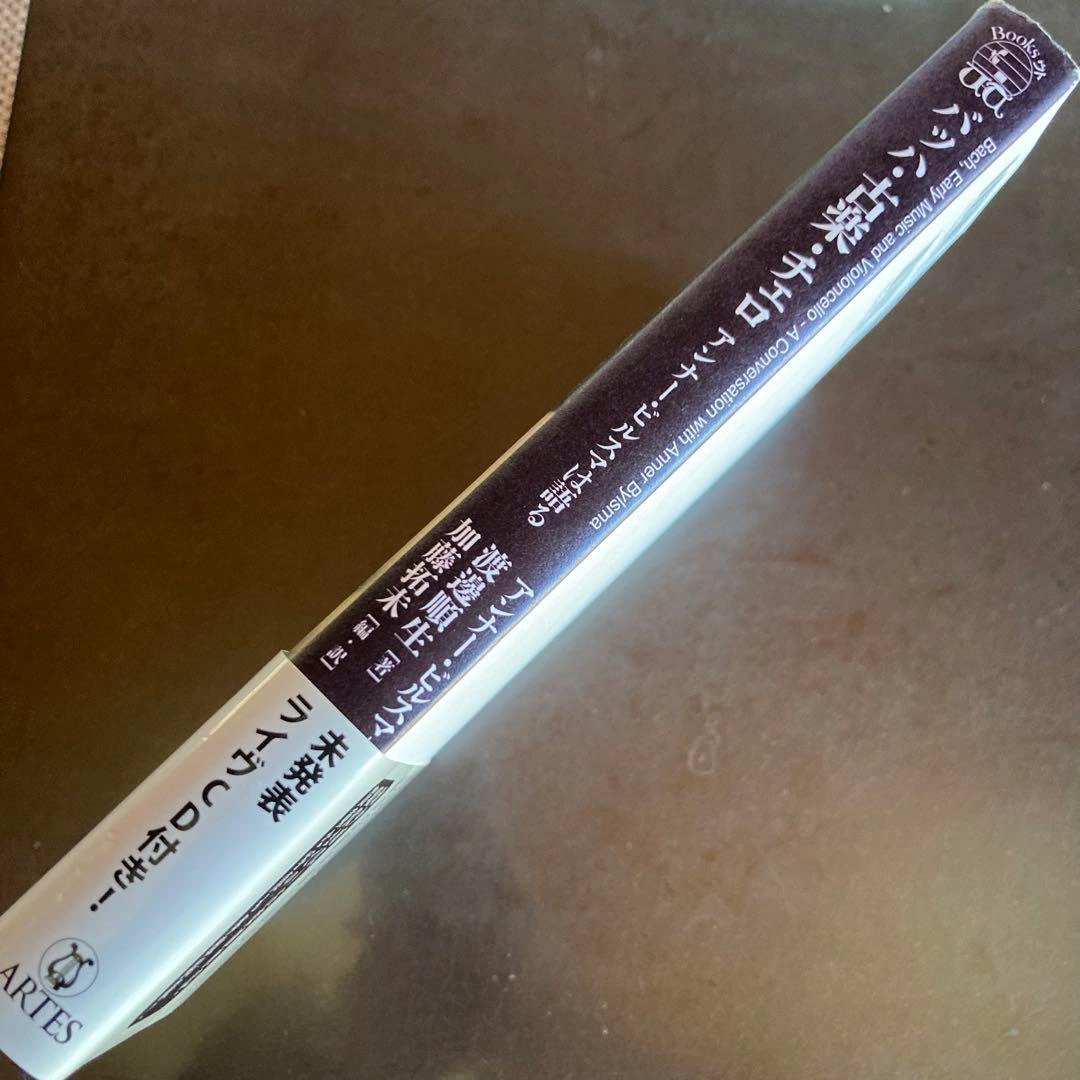 Books
バッハ・古楽・チェロ アンナー・ビルスマは語る
Bach, Early Music and Violoncello - A Conversation with Anner Bylsma
アンナー・ビルスマ
渡邊順生[著]
加藤拓未[編・訳]
未発表
ライヴCD付き!
ARTES